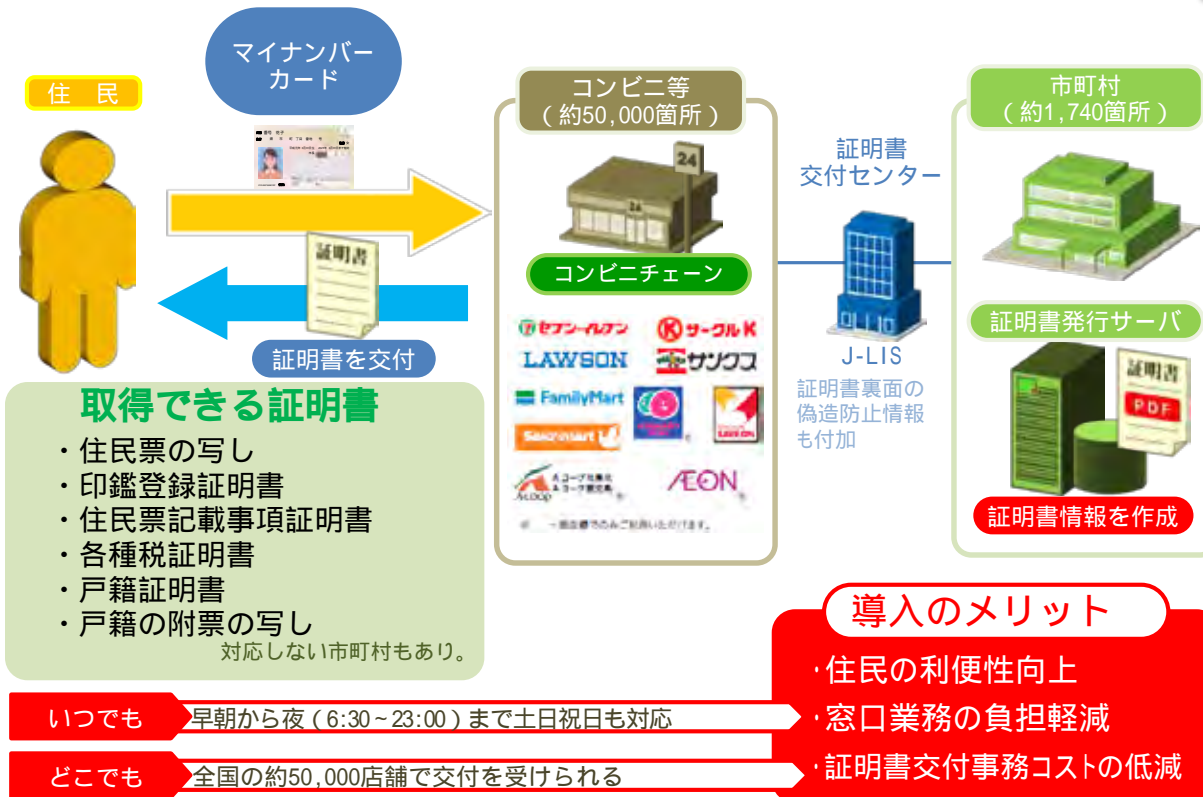 住 民
マイナンバー
カード
証明書
証明書を交付
コンビニ等
(約50,000箇所)
24
24
コンビニチェーン
セブン-イレブン
サークルK
LAWSON
サンクス
FamilyMart
Seicomart
A-COOP
ÆON
証明書
交付センター
J-LIS
証明書裏面の
偽造防止情報
も付加
市町村
(約1,740箇所)
証明書発行サーバ
証明書
PDF
証明書情報を作成
取得できる証明書
・住民票の写し
・印鑑登録証明書
・住民票記載事項証明書
・各種税証明書
・戸籍証明書
・戸籍の附票の写し
対応しない市町村もあり。
導入のメリット
・住民の利便性向上
・窓口業務の負担軽減
・証明書交付事務コストの低減
いつでも
早朝から夜(6:30~23:00)まで土日祝日も対応
どこでも
全国の約50,000店舗で交付を受けられる